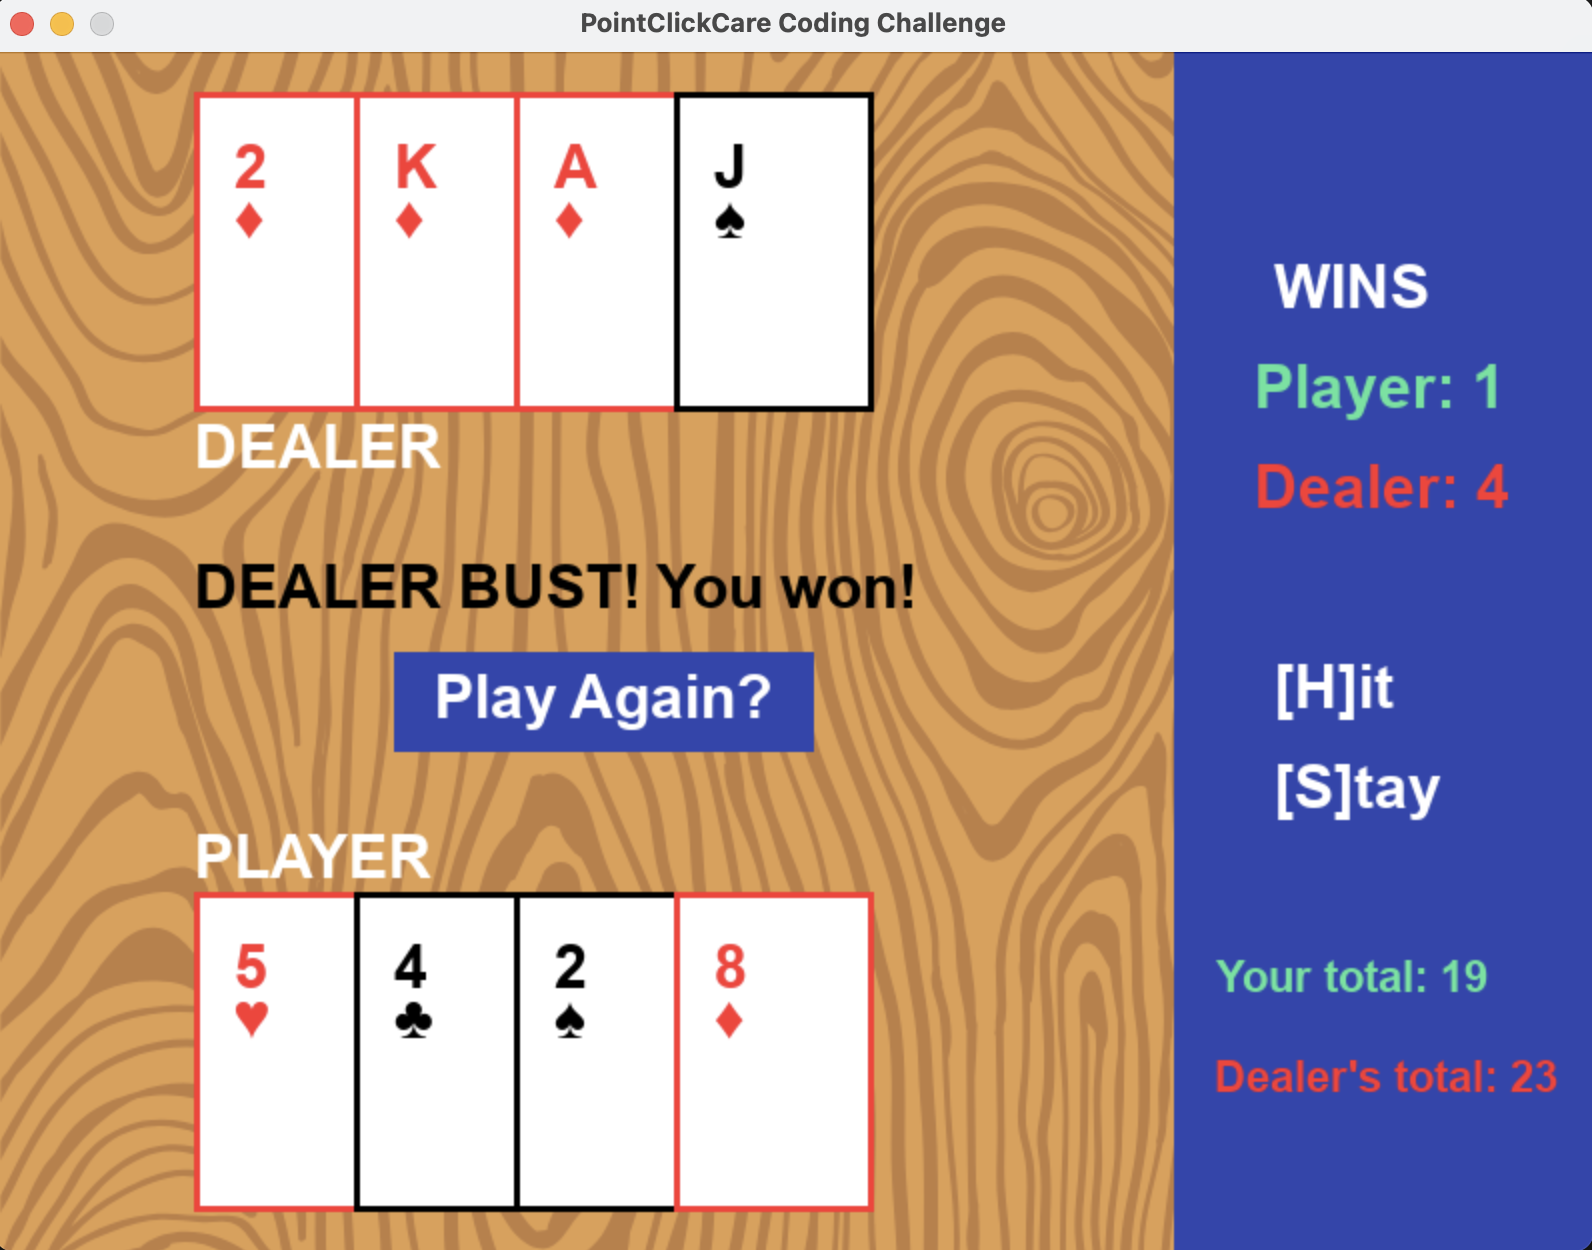 PointClickCare Coding Challenge
2 K A J
♦ ♦ ♦ ♠
DEALER
DEALER BUST! You won!
Play Again?
PLAYER
5 4 2 8
♥ ♣ ♠ ♦
WINS
Player: 1
Dealer: 4
[H]it
[S]tay
Your total: 19
Dealer's total: 23